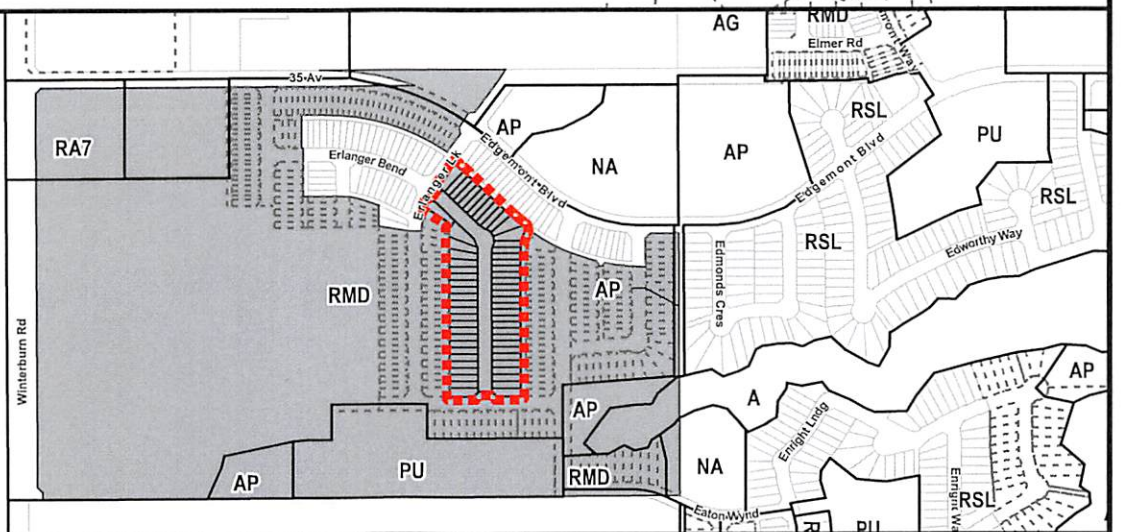 AG
RMD
Elmer Rd
35-Av
RA7
AP
RSL
PU
Erlanger Bend
Erlanger Lk
Edgemont Blvd
NA
AP
Edgemont Blvd
RSL
RSL
Edworthy Way
RMD
AP
Edmonds Cres
Winterburn Rd
AP
A
AP
Enright Lndg
AP
PU
RMD
NA
RSL
Eaton Wynd
PU